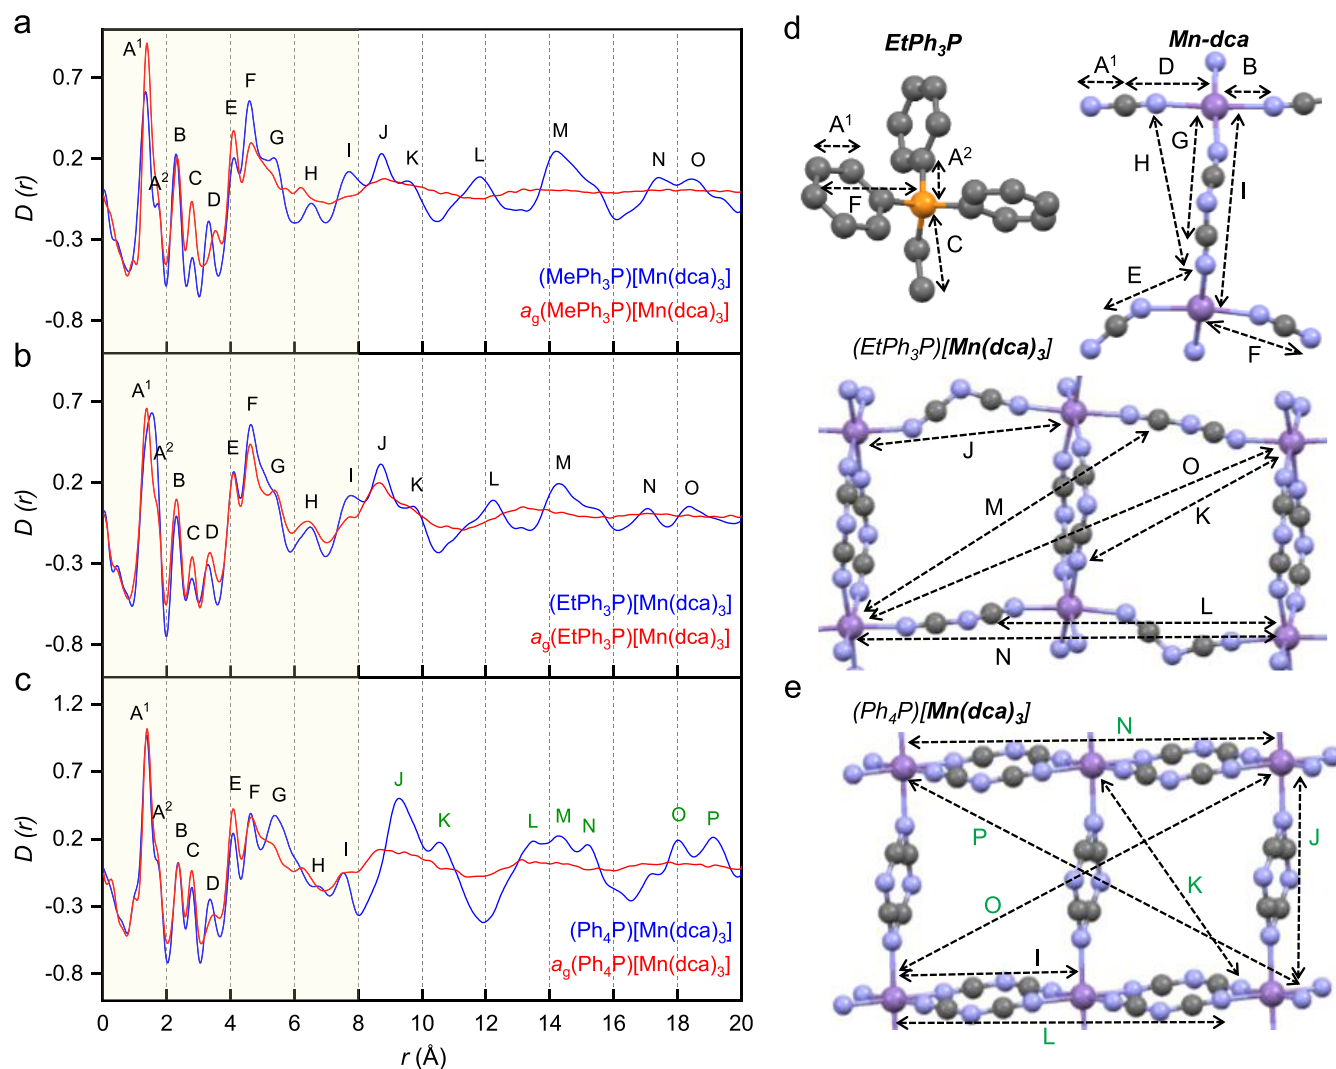 a
D (r)
0.7
0.2
-0.3
-0.8
A¹
A²
B
C
D
E
F
G
H
I
J
K
L
M
N
O
(MePh₃P)[Mn(dca)₃]
a_g(MePh₃P)[Mn(dca)₃]
b
D (r)
0.7
0.2
-0.3
-0.8
A¹
A²
B
C
D
E
F
G
H
I
J
K
L
M
N
O
(EtPh₃P)[Mn(dca)₃]
a_g(EtPh₃P)[Mn(dca)₃]
c
D (r)
1.2
0.7
0.2
-0.3
-0.8
A¹
A²
B
C
D
E
F
G
H
I
J
K
L
M
N
O
P
(Ph₄P)[Mn(dca)₃]
a_g(Ph₄P)[Mn(dca)₃]
0 2 4 6 8 10 12 14 16 18 20
r (Å)
d
EtPh₃P
A¹
A²
F
C
Mn-dca
A¹ D B
G
H
I
E
F
(EtPh₃P)[Mn(dca)₃]
J
O
M
K
L
N
e
(Ph₄P)[Mn(dca)₃]
N
P
J
K
O
I
L